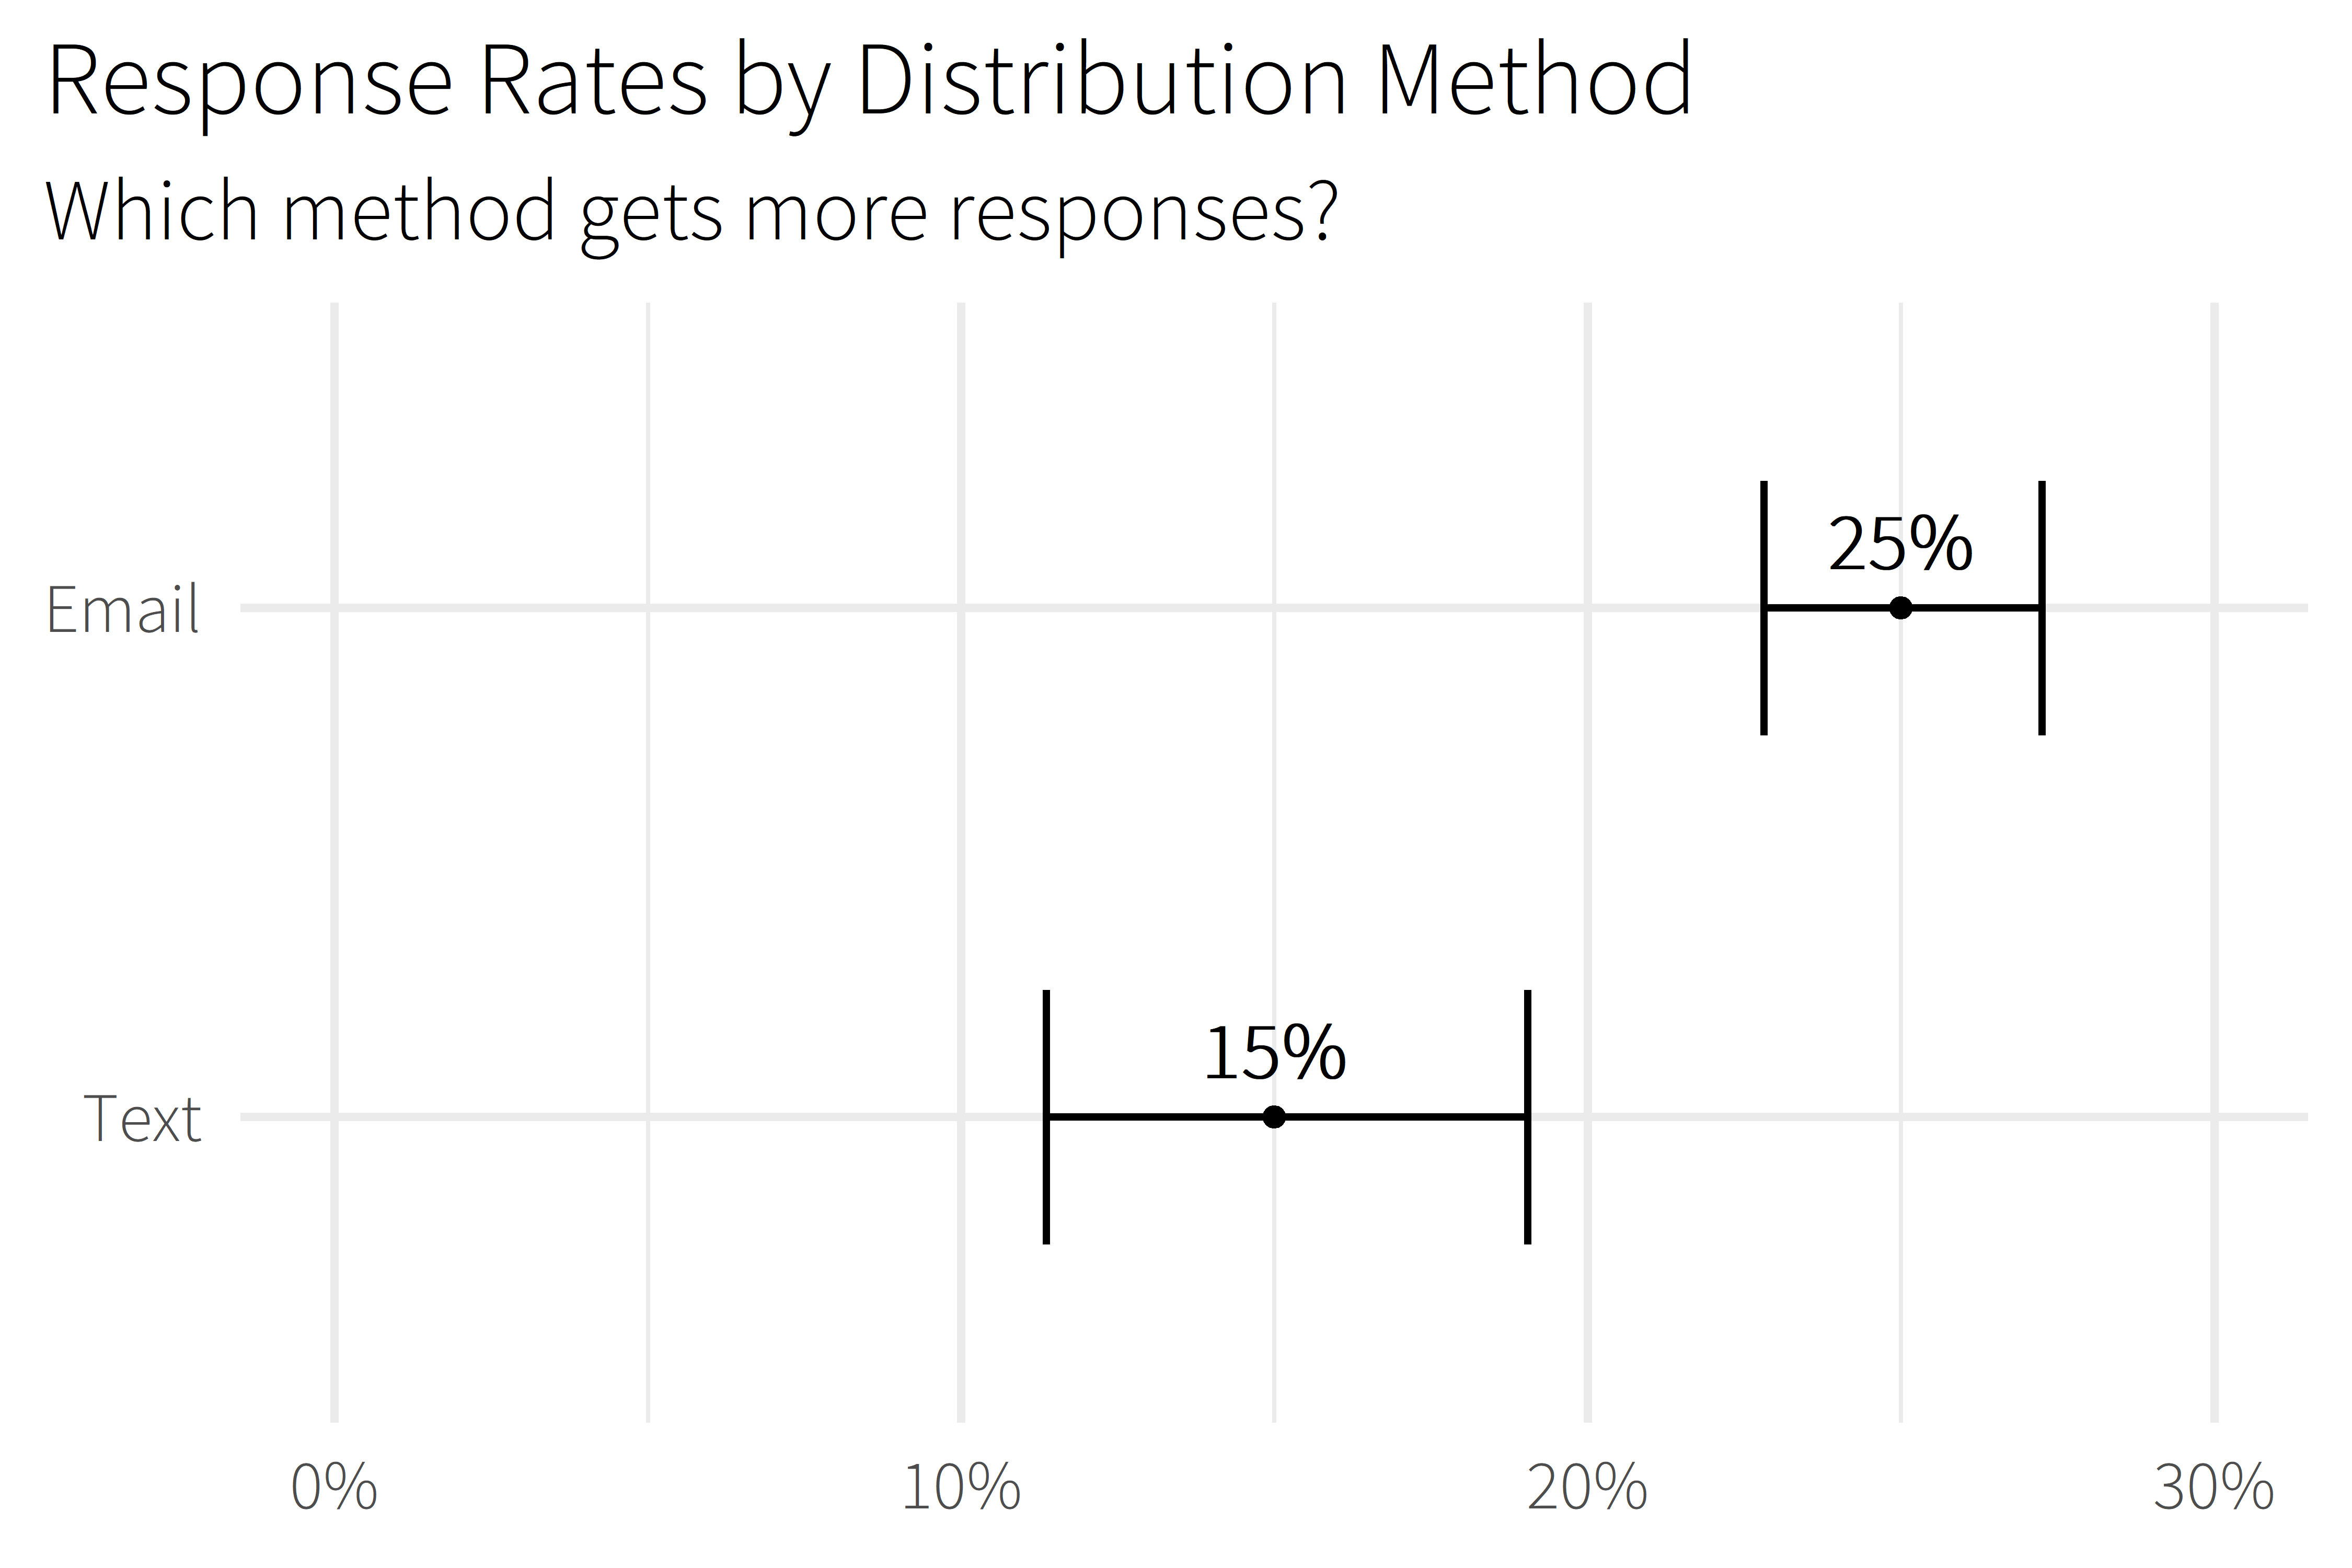 Response Rates by Distribution Method
Which method gets more responses?
25%
Email
15%
Text
0% 10% 20% 30%